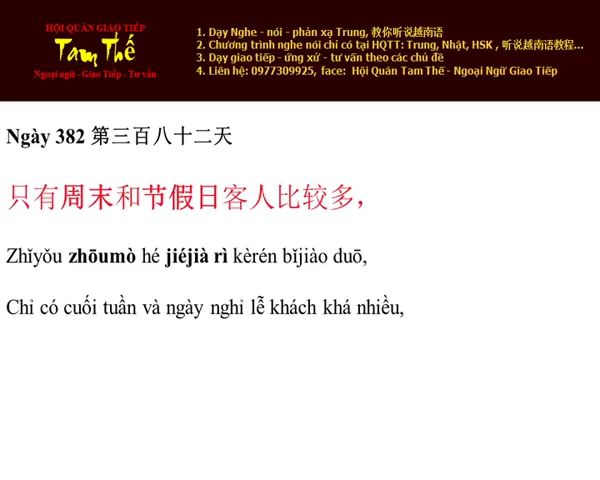 HỘI QUÁN GIAO TIẾP
Tam Thế
Ngoại ngữ - Giao Tiếp - Tư vấn
1. Dạy Nghe - nói - phản xạ Trung, 教你听说越南语
2. Chương trình nghe nói chỉ có tại HQTT: Trung, Nhật, HSK , 听说越南语教程...
3. Dạy giao tiếp - ứng xử - tư vấn theo các chủ đề
4. Liên hệ: 0977309925, face: Hội Quán Tam Thế - Ngoại Ngữ Giao Tiếp
Ngày 382 第三百八十二天
只有周末和节假日客人比较多，
Zhǐyǒu zhōumò hé jiéjià rì kèrén bǐjiào duō,
Chỉ có cuối tuần và ngày nghỉ lễ khách khá nhiều,